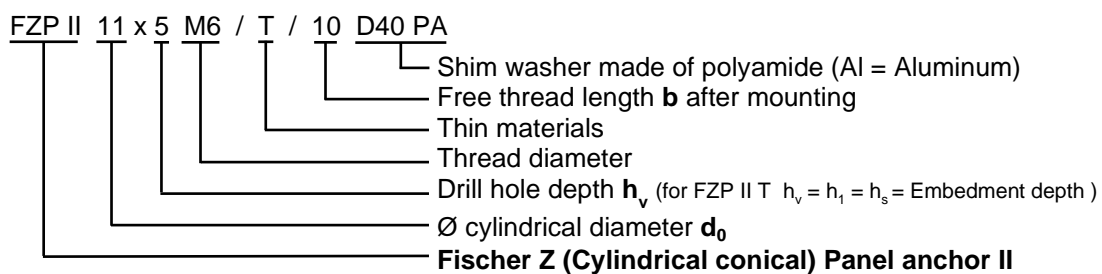 FZP II 11 x 5 M6 / T / 10 D40 PA
Shim washer made of polyamide (Al = Aluminum)
Free thread length b after mounting
Thin materials
Thread diameter
Drill hole depth hᵥ (for FZP II T hᵥ = h₁ = hₛ = Embedment depth )
Ø cylindrical diameter d₀
Fischer Z (Cylindrical conical) Panel anchor II